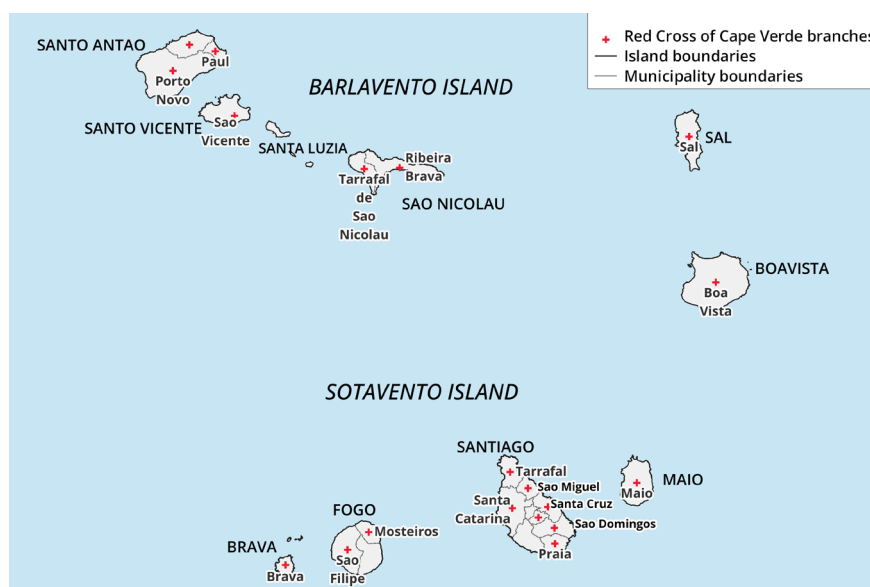 Red Cross of Cape Verde branches
Island boundaries
Municipality boundaries
SANTO ANTAO
Paul
Porto
Novo
BARLAVENTO ISLAND
SANTO VICENTE
Sao
Vicente
SANTA LUZIA
Ribeira
Brava
Tarrafal
de
Sao
Nicolau
SAO NICOLAU
SAL
Sal
BOAVISTA
Boa
Vista
SOTAVENTO ISLAND
SANTIAGO
Tarrafal
Sao Miguel
Santa
Catarina
Santa Cruz
Sao Domingos
Praia
MAIO
Maio
FOGO
Mosteiros
Sao
Filipe
BRAVA
Brava